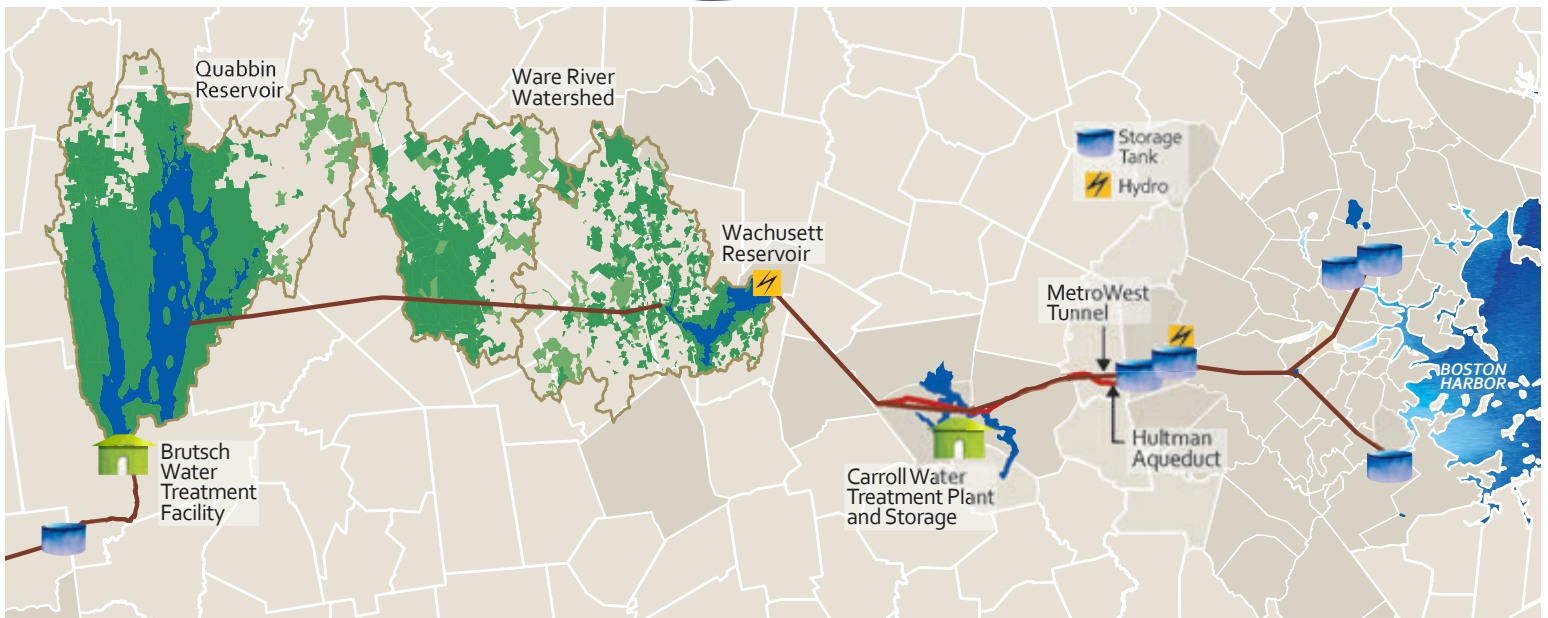 Quabbin
Reservoir
Ware River
Watershed
Storage
Tank
Hydro
Wachusett
Reservoir
MetroWest
Tunnel
BOSTON
HARBOR
Hultman
Aqueduct
Brutsch
Water
Treatment
Facility
Carroll Water
Treatment Plant
and Storage